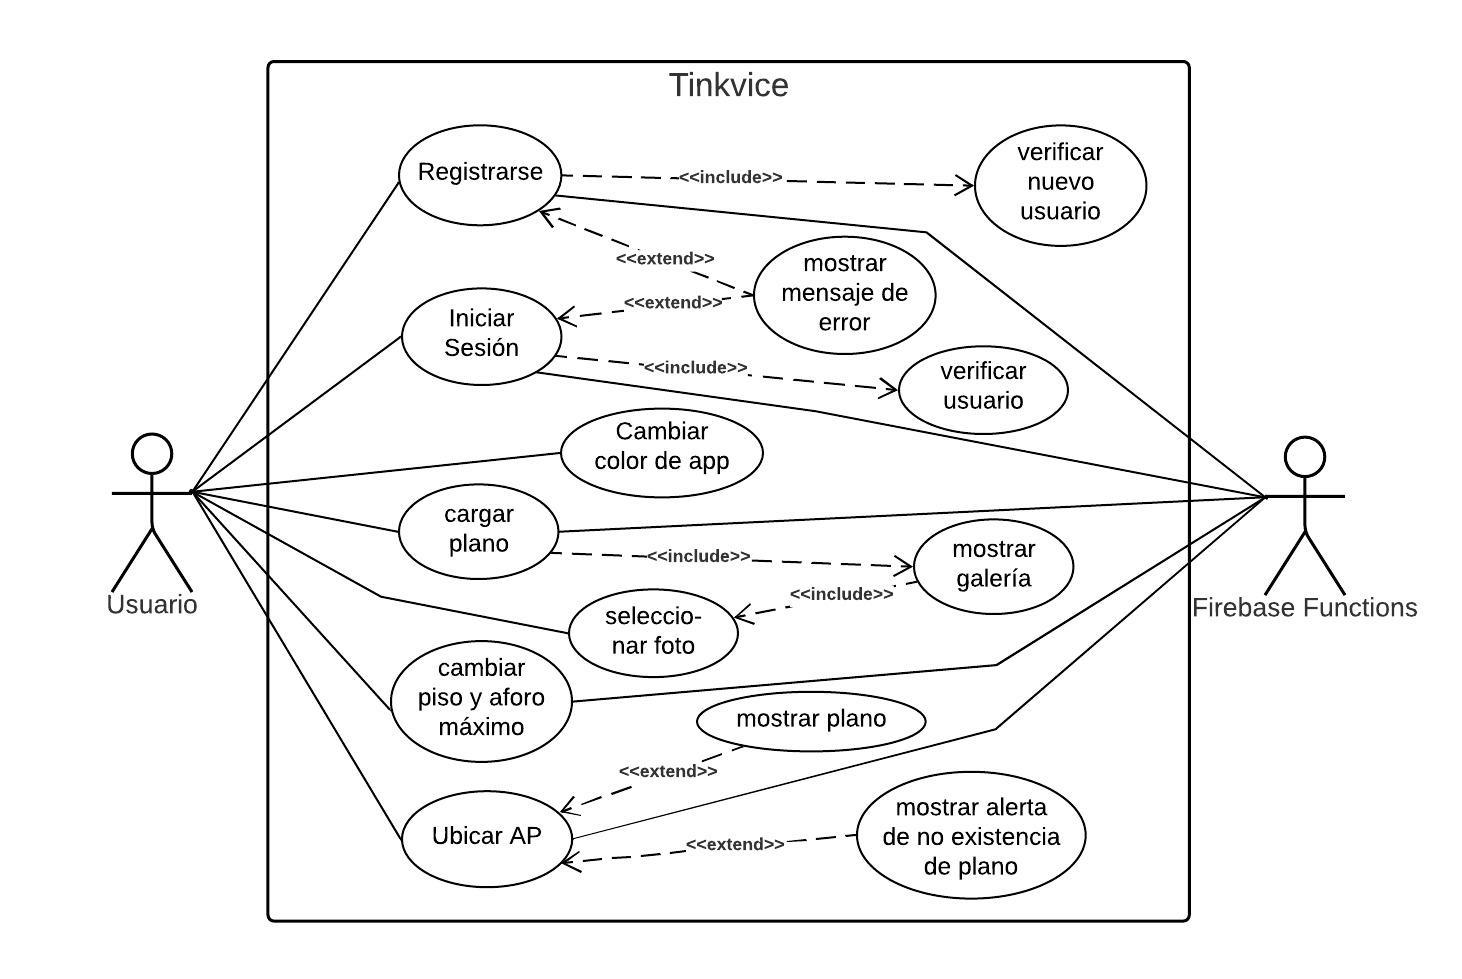 Tinkvice
Registrarse
<<include>>
verificar
nuevo
usuario
<<extend>>
mostrar
mensaje de
error
<<extend>>
Iniciar
Sesión
<<include>>
verificar
usuario
Cambiar
color de app
cargar
plano
<<include>>
mostrar
galería
<<include>>
seleccio-
nar foto
Usuario
Firebase Functions
cambiar
piso y aforo
máximo
mostrar plano
<<extend>>
Ubicar AP
<<extend>>
mostrar alerta
de no existencia
de plano